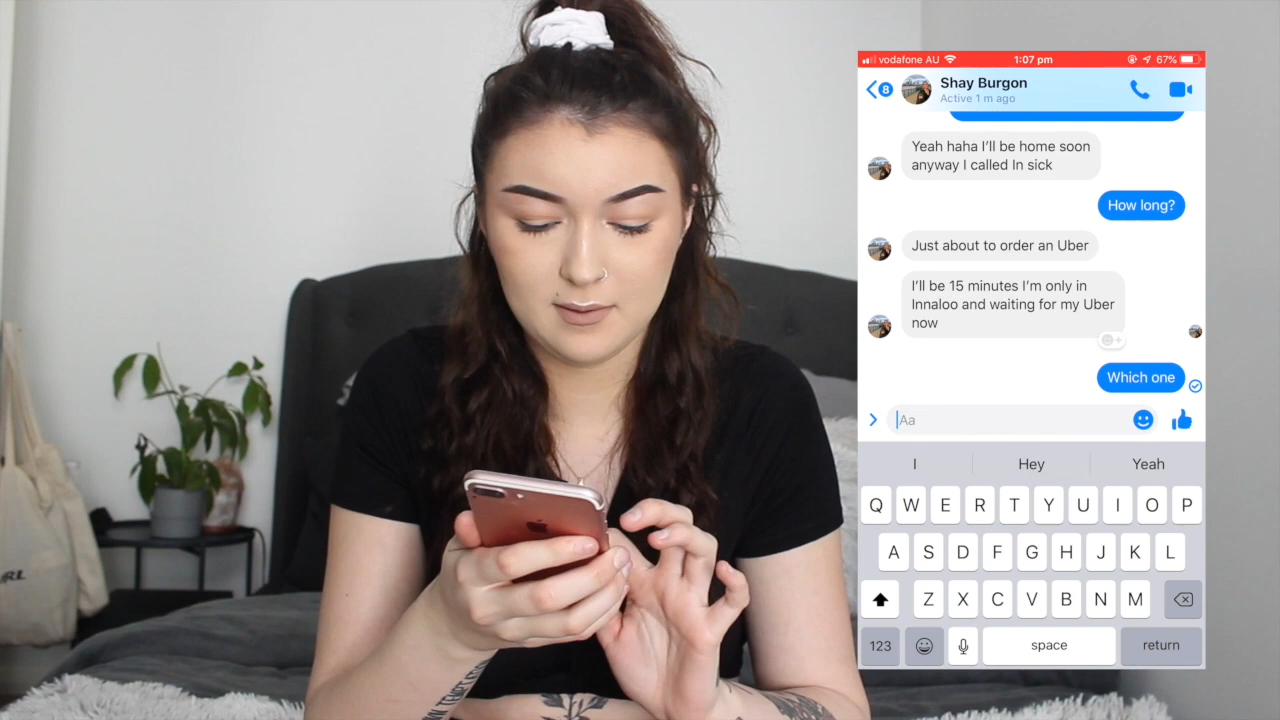 vodafone AU
1:07 pm
67%
8
Shay Burgon
Active 1 m ago
Yeah haha I'll be home soon
anyway I called In sick
How long?
Just about to order an Uber
I'll be 15 minutes I'm only in
Innaloo and waiting for my Uber
now
Which one
Aa
I Hey Yeah
Q W E R T Y U I O P
A S D F G H J K L
Z X C V B N M
123 space return